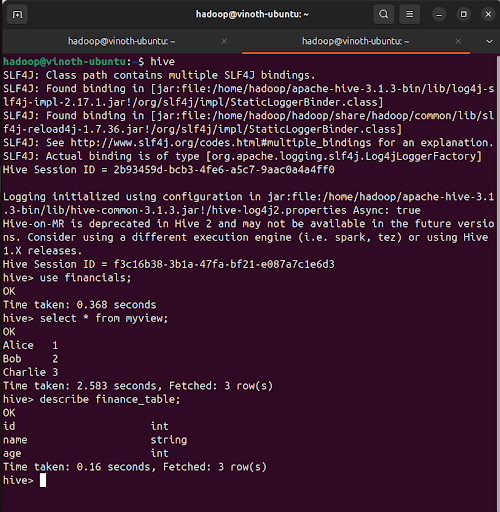 hadoop@vinoth-ubuntu: ~
hadoop@vinoth-ubuntu: ~
hadoop@vinoth-ubuntu: ~
hadoop@vinoth-ubuntu:~$ hive
SLF4J: Class path contains multiple SLF4J bindings.
SLF4J: Found binding in [jar:file:/home/hadoop/apache-hive-3.1.3-bin/lib/log4j-s
lf4j-impl-2.17.1.jar!/org/slf4j/impl/StaticLoggerBinder.class]
SLF4J: Found binding in [jar:file:/home/hadoop/hadoop/share/hadoop/common/lib/sl
f4j-reload4j-1.7.36.jar!/org/slf4j/impl/StaticLoggerBinder.class]
SLF4J: See http://www.slf4j.org/codes.html#multiple_bindings for an explanation.
SLF4J: Actual binding is of type [org.apache.logging.slf4j.Log4jLoggerFactory]
Hive Session ID = 2b93459d-bcb3-4fe6-a5c7-9aac0a4a4ff0
Logging initialized using configuration in jar:file:/home/hadoop/apache-hive-3.1
.3-bin/lib/hive-common-3.1.3.jar!/hive-log4j2.properties Async: true
Hive-on-MR is deprecated in Hive 2 and may not be available in the future versio
ns. Consider using a different execution engine (i.e. spark, tez) or using Hive
1.X releases.
Hive Session ID = f3c16b38-3b1a-47fa-bf21-e087a7c1e6d3
hive> use financials;
OK
Time taken: 0.368 seconds
hive> select * from myview;
OK
Alice 1
Bob 2
Charlie 3
Time taken: 2.583 seconds, Fetched: 3 row(s)
hive> describe finance_table;
OK
id int
name string
age int
Time taken: 0.16 seconds, Fetched: 3 row(s)
hive>